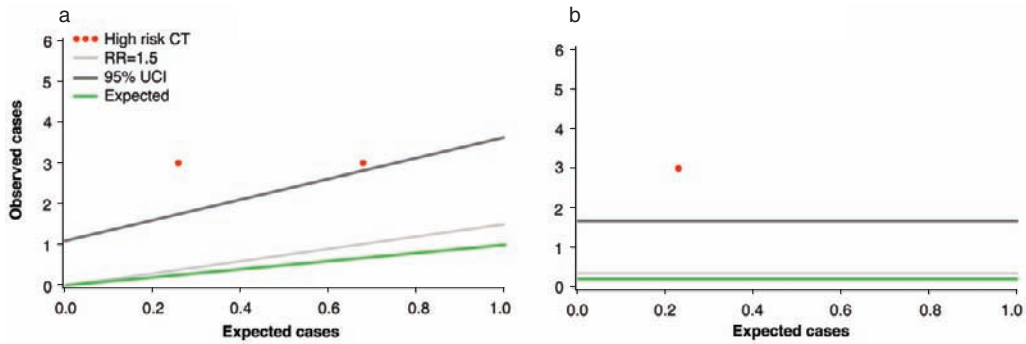 a
6
5
4
3
2
1
0
Observed cases
High risk CT
RR=1.5
95% UCI
Expected
0.0 0.2 0.4 0.6 0.8 1.0
Expected cases
b
6
5
4
3
2
1
0
0.0 0.2 0.4 0.6 0.8 1.0
Expected cases